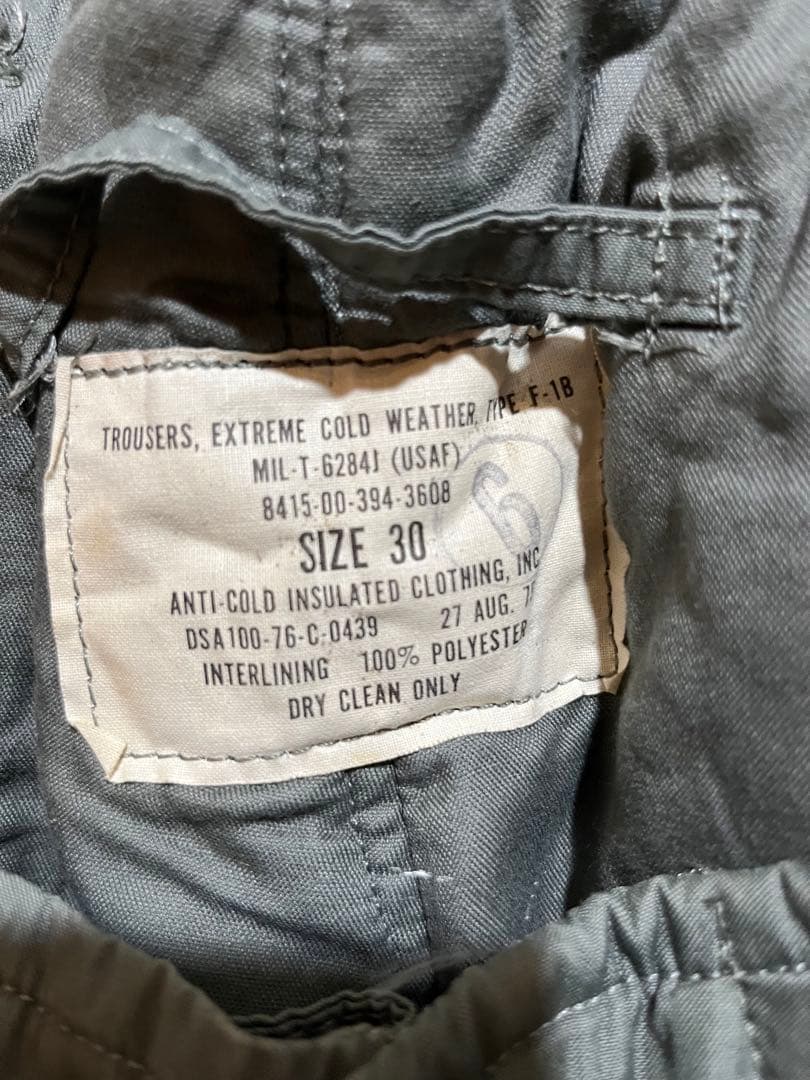 TROUSERS, EXTREME COLD WEATHER, TYPE F-1B
MIL-T-6284J (USAF)
8415-00-394-3608
SIZE 30
ANTI-COLD INSULATED CLOTHING, INC
DSA100-76-C-0439 27 AUG.
INTERLINING 100% POLYESTER
DRY CLEAN ONLY